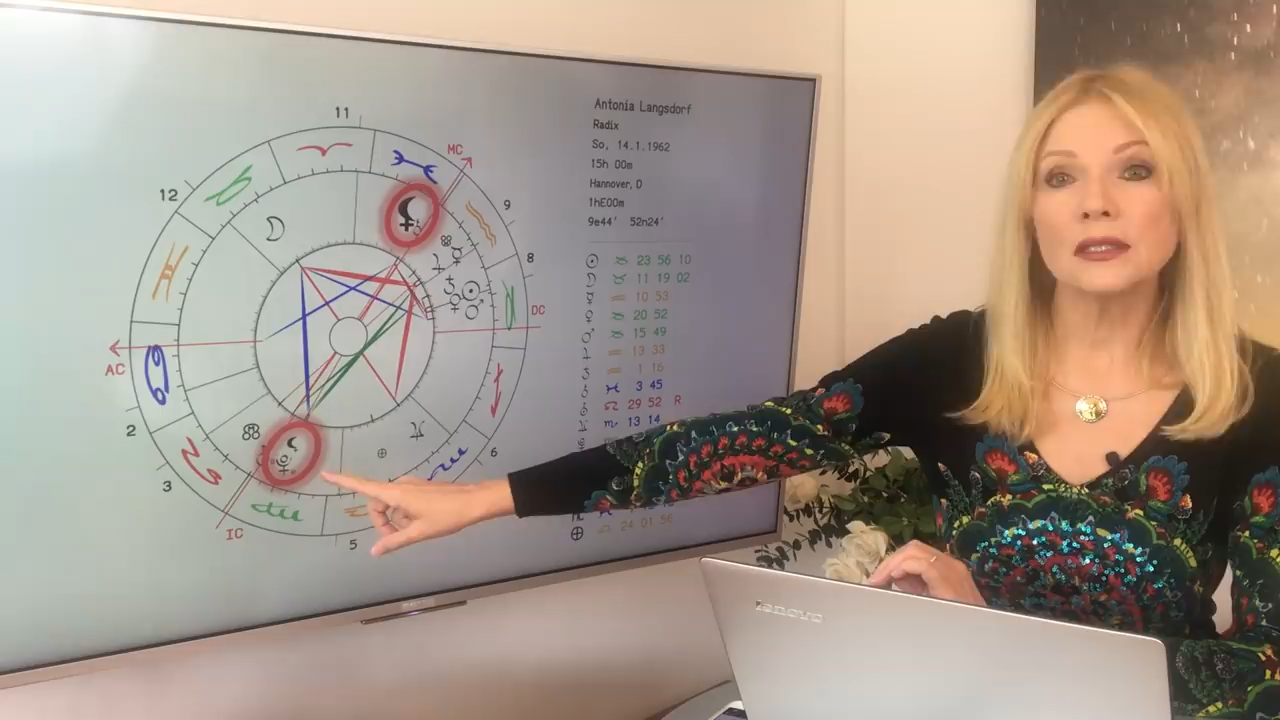 Antonia Langsdorf
Radix
So, 14.1.1962
15h 00m
Hannover, D
1hE00m
9e44' 52n24'
23 56 10
11 19 02
10 53
20 52
15 49
13 33
1 16
3 45
29 52 R
13 14
24 01 56
11
MC
12
9
8
DC
AC
2
3
6
IC
5
lenovo